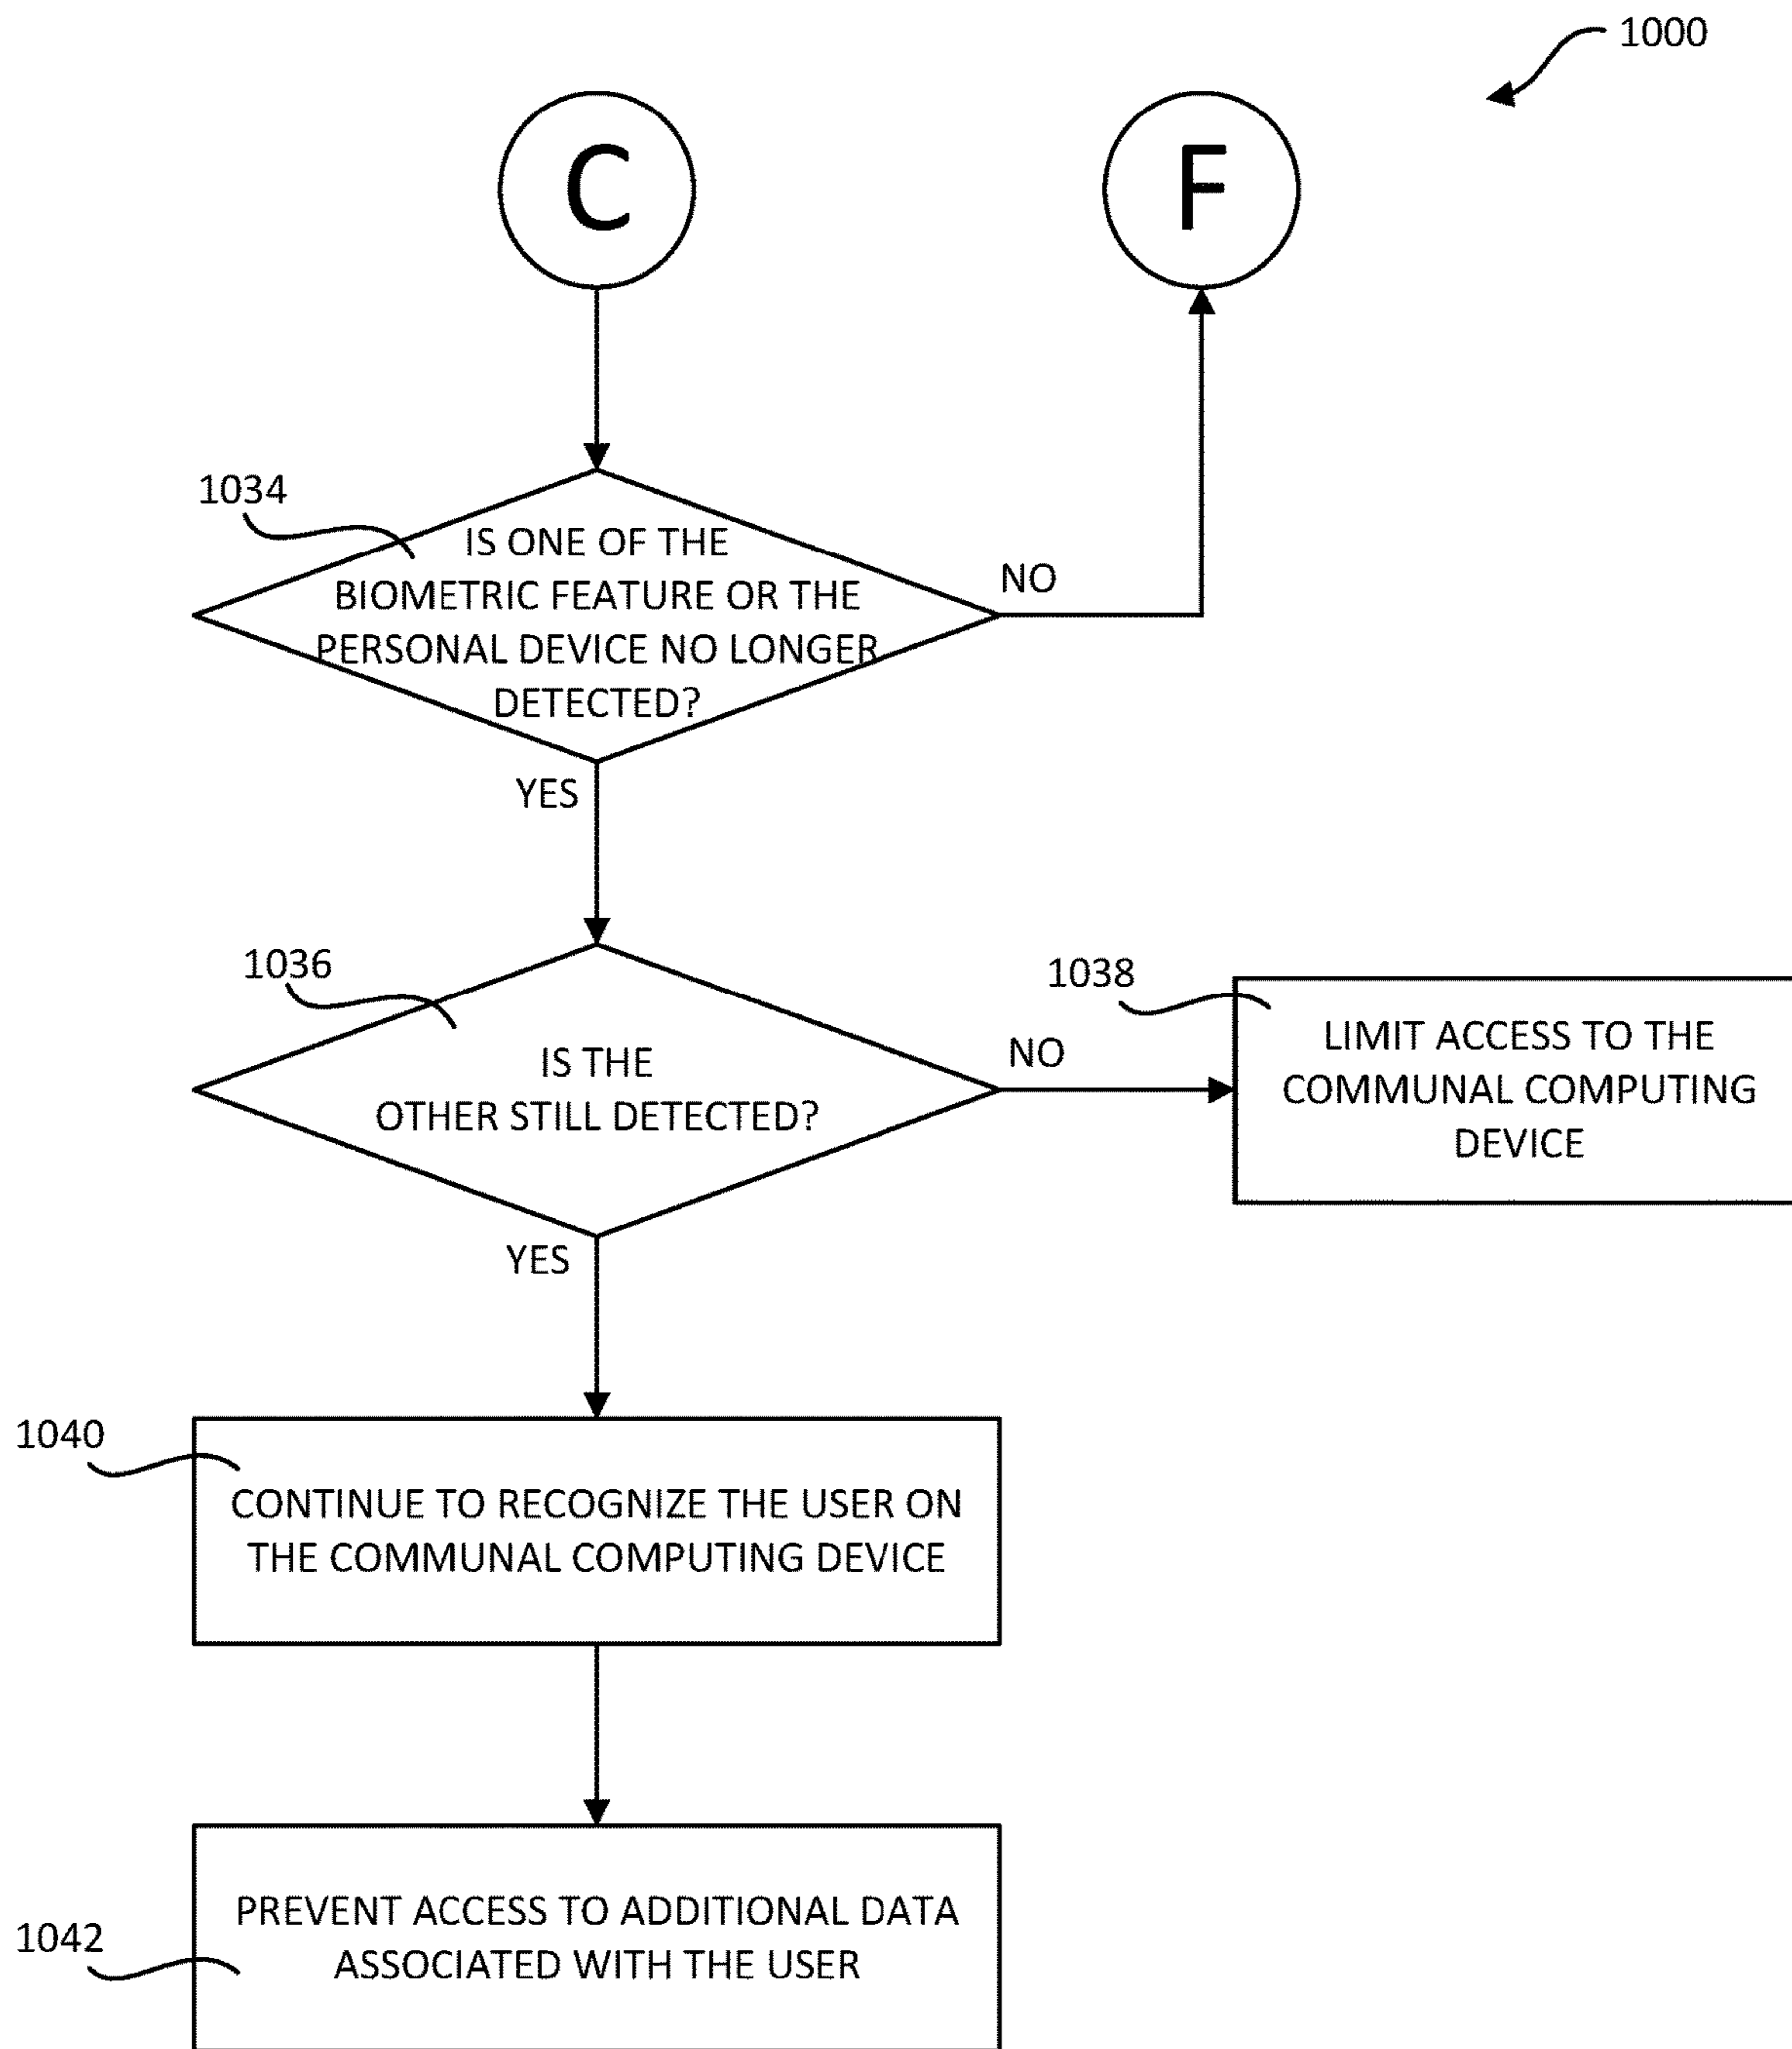 1000
C
F
1034
IS ONE OF THE
BIOMETRIC FEATURE OR THE
PERSONAL DEVICE NO LONGER
DETECTED?
NO
YES
1036
IS THE
OTHER STILL DETECTED?
NO
1038
LIMIT ACCESS TO THE
COMMUNAL COMPUTING
DEVICE
YES
1040
CONTINUE TO RECOGNIZE THE USER ON
THE COMMUNAL COMPUTING DEVICE
1042
PREVENT ACCESS TO ADDITIONAL DATA
ASSOCIATED WITH THE USER